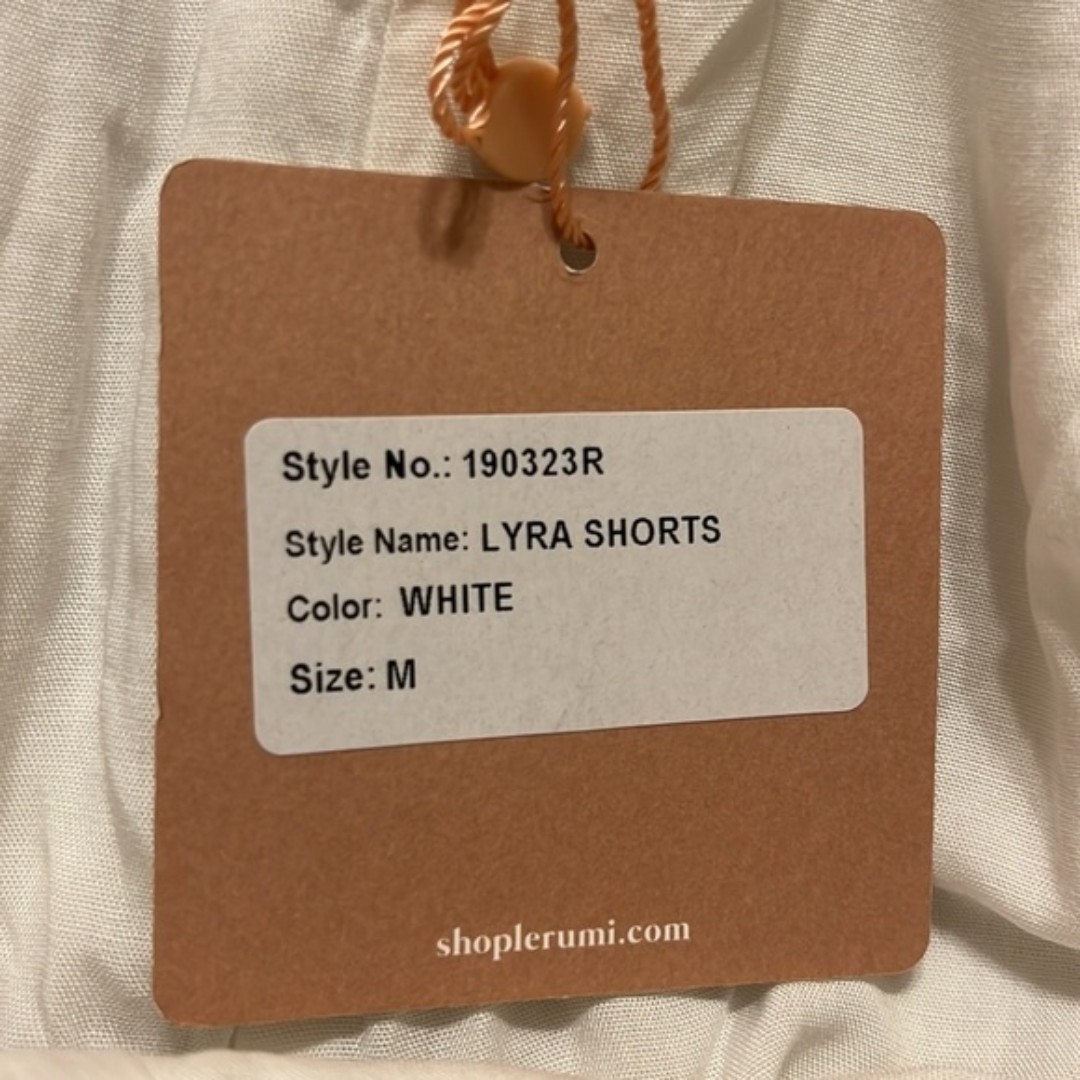 Style No.: 190323R
Style Name: LYRA SHORTS
Color: WHITE
Size: M
shoplerumi.com